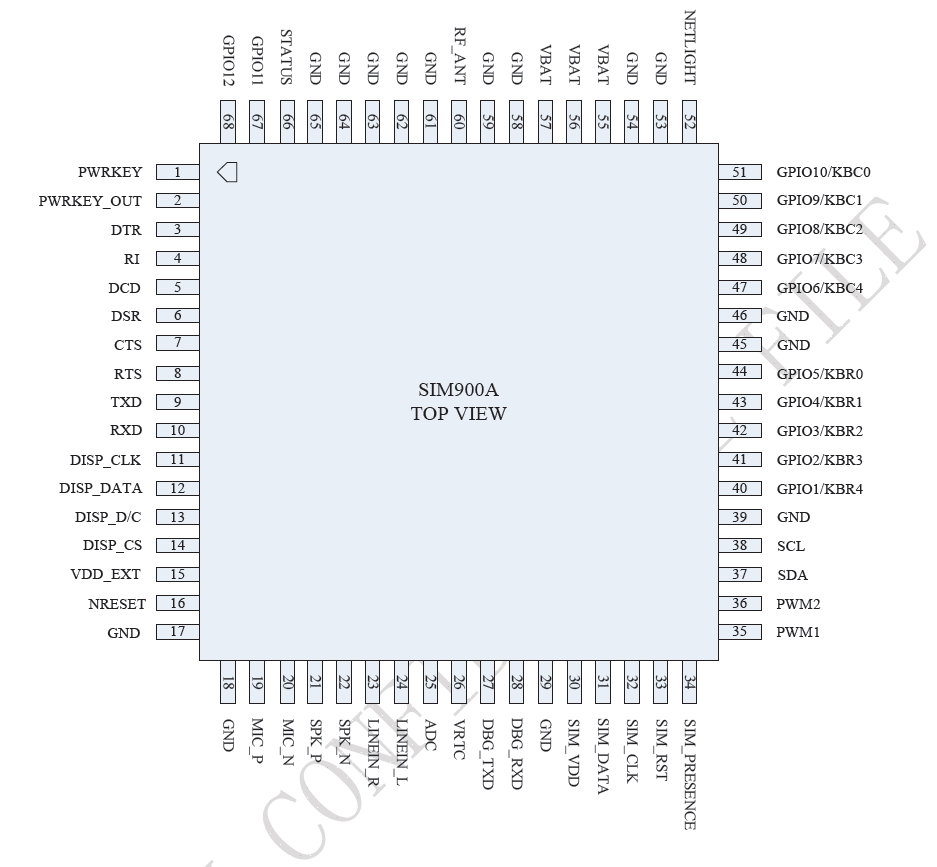 GPIO12
GPIO11
STATUS
GND
GND
GND
GND
GND
RF_ANT
GND
GND
VBAT
VBAT
VBAT
GND
GND
NETLIGHT
68 67 66 65 64 63 62 61 60 59 58 57 56 55 54 53 52
PWRKEY 1
PWRKEY_OUT 2
DTR 3
RI 4
DCD 5
DSR 6
CTS 7
RTS 8
TXD 9
RXD 10
DISP_CLK 11
DISP_DATA 12
DISP_D/C 13
DISP_CS 14
VDD_EXT 15
NRESET 16
GND 17
SIM900A
TOP VIEW
51 GPIO10/KBC0
50 GPIO9/KBC1
49 GPIO8/KBC2
48 GPIO7/KBC3
47 GPIO6/KBC4
46 GND
45 GND
44 GPIO5/KBR0
43 GPIO4/KBR1
42 GPIO3/KBR2
41 GPIO2/KBR3
40 GPIO1/KBR4
39 GND
38 SCL
37 SDA
36 PWM2
35 PWM1
18 19 20 21 22 23 24 25 26 27 28 29 30 31 32 33 34
GND
MIC_P
MIC_N
SPK_P
SPK_N
LINEIN_R
LINEIN_L
ADC
VRTC
DBG_TXD
DBG_RXD
GND
SIM_VDD
SIM_DATA
SIM_CLK
SIM_RST
SIM_PRESENCE
FILE